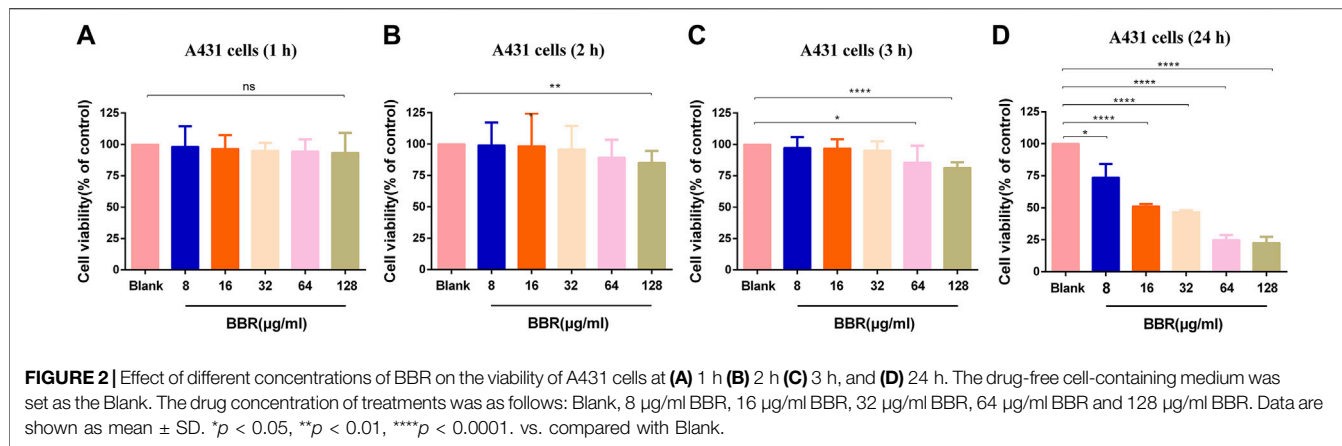 A
A431 cells (1 h)
ns
Cell viability(% of control)
125
100
75
50
25
0
Blank 8 16 32 64 128
BBR(µg/ml)
B
A431 cells (2 h)
**
Cell viability(% of control)
125
100
75
50
25
0
Blank 8 16 32 64 128
BBR(µg/ml)
C
A431 cells (3 h)
****
*
Cell viability(% of control)
125
100
75
50
25
0
Blank 8 16 32 64 128
BBR(µg/ml)
D
A431 cells (24 h)
****
****
****
****
*
Cell viability(% of control)
125
100
75
50
25
0
Blank 8 16 32 64 128
BBR(µg/ml)
FIGURE 2 | Effect of different concentrations of BBR on the viability of A431 cells at (A) 1 h (B) 2 h (C) 3 h, and (D) 24 h. The drug-free cell-containing medium was
set as the Blank. The drug concentration of treatments was as follows: Blank, 8 µg/ml BBR, 16 µg/ml BBR, 32 µg/ml BBR, 64 µg/ml BBR and 128 µg/ml BBR. Data are
shown as mean ± SD. *p < 0.05, **p < 0.01, ****p < 0.0001. vs. compared with Blank.